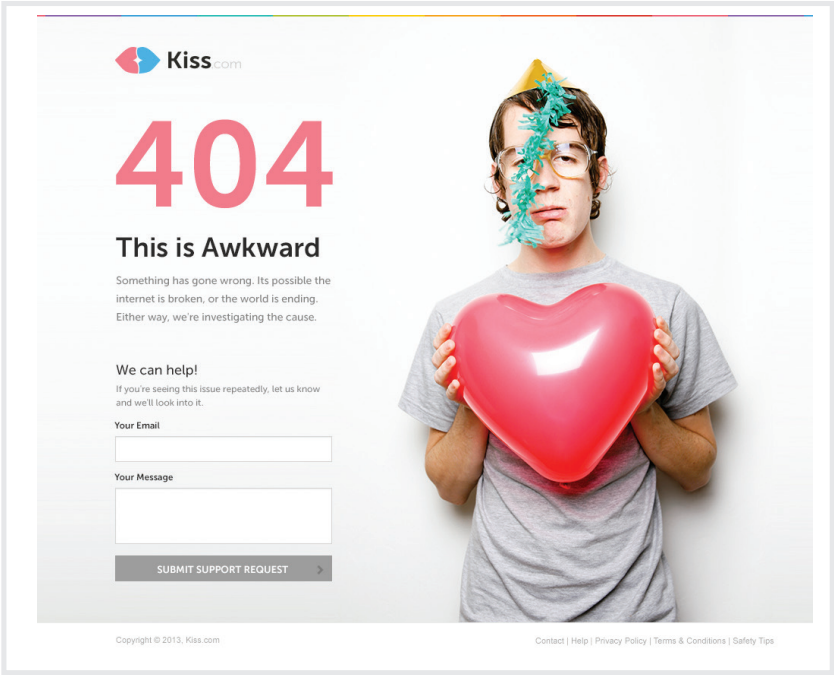 Kiss.com
404
This is Awkward
Something has gone wrong. Its possible the
internet is broken, or the world is ending.
Either way, we're investigating the cause.
We can help!
If you're seeing this issue repeatedly, let us know
and we'll look into it.
Your Email
Your Message
SUBMIT SUPPORT REQUEST
Copyright © 2013, Kiss.com
Contact | Help | Privacy Policy | Terms & Conditions | Safety Tips